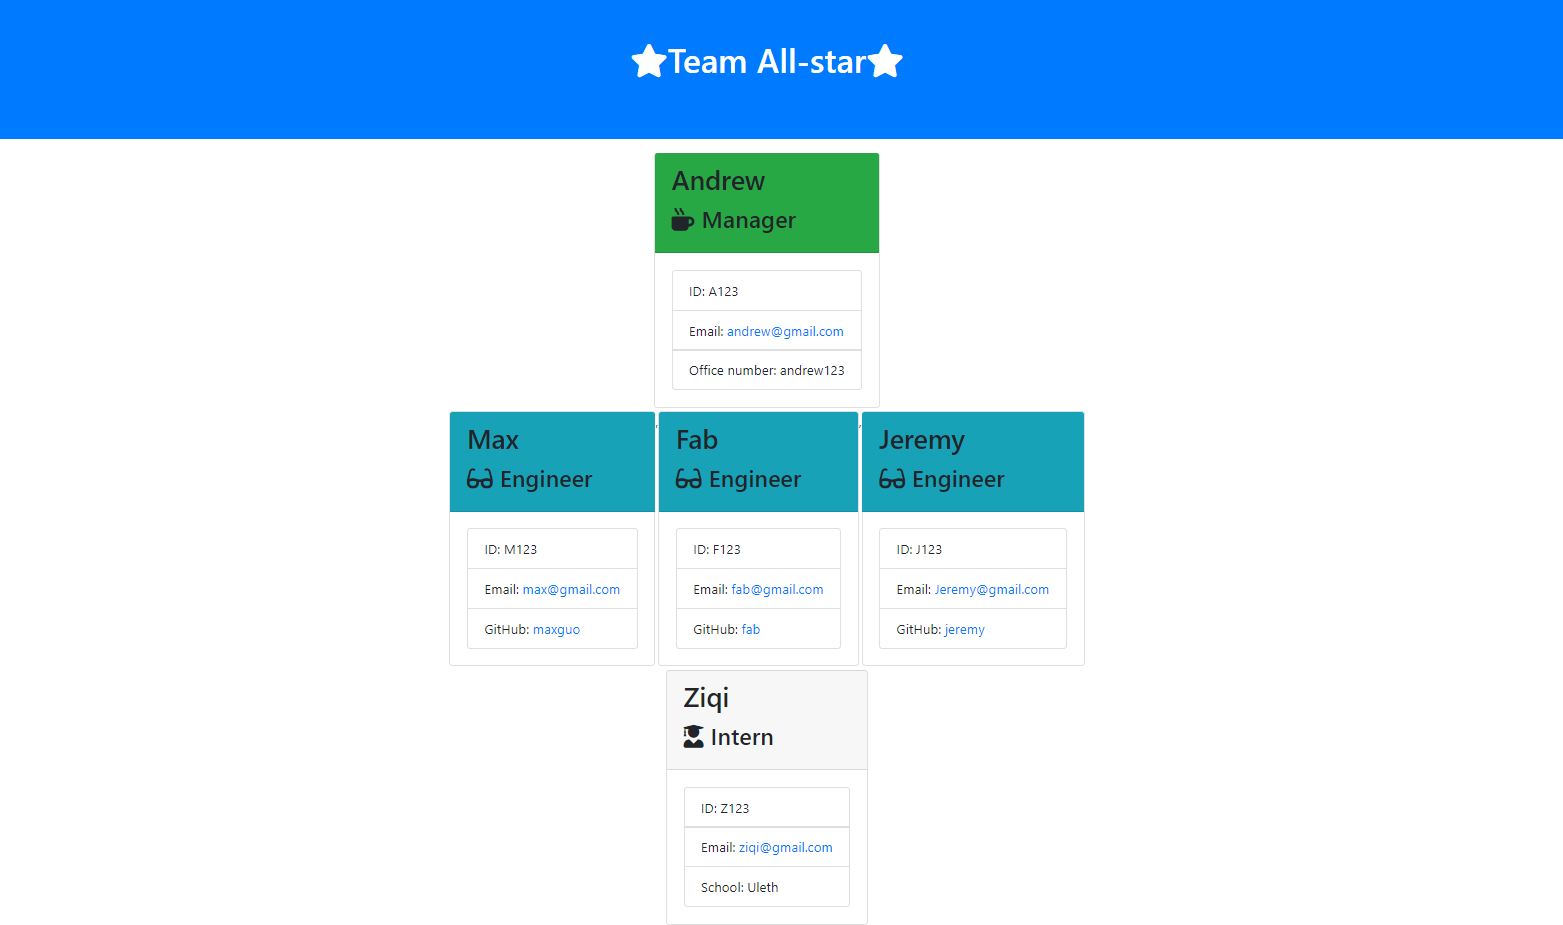 Team All-star
Andrew
Manager
ID: A123
Email: andrew@gmail.com
Office number: andrew123
Max
Engineer
ID: M123
Email: max@gmail.com
GitHub: maxguo
,
Fab
Engineer
ID: F123
Email: fab@gmail.com
GitHub: fab
,
Jeremy
Engineer
ID: J123
Email: Jeremy@gmail.com
GitHub: jeremy
Ziqi
Intern
ID: Z123
Email: ziqi@gmail.com
School: Uleth